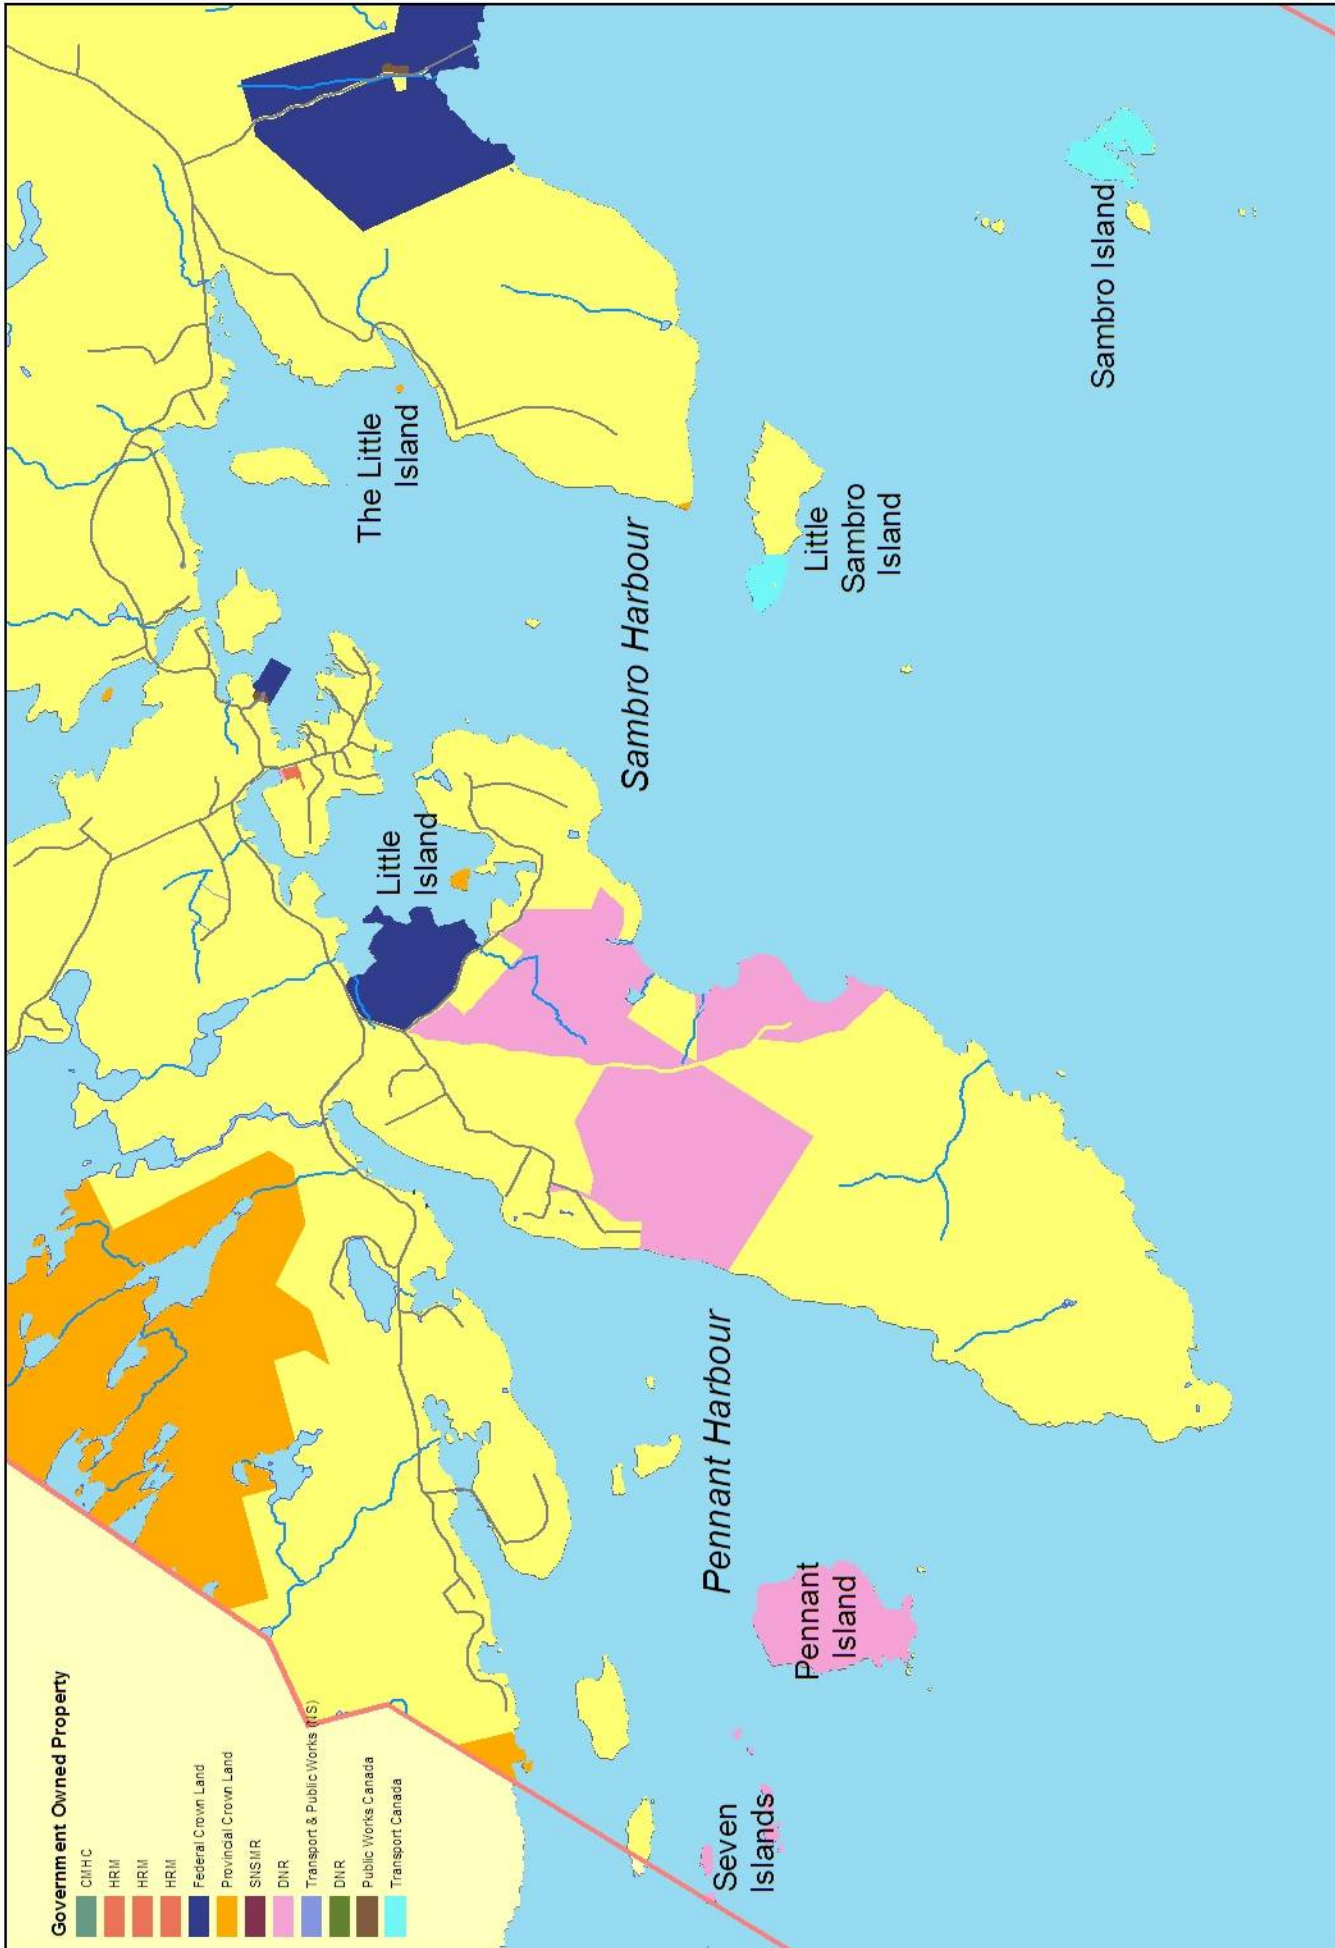 Government Owned Property
CMHC
HRM
HRM
HRM
Federal Crown Land
Provincial Crown Land
SNSMR
DNR
Transport & Public Works (NS)
DNR
Public Works Canada
Transport Canada
Seven
Islands
Pennant
Island
Pennant Harbour
Little
Island
Sambro Harbour
The Little
Island
Little
Sambro
Island
Sambro Island